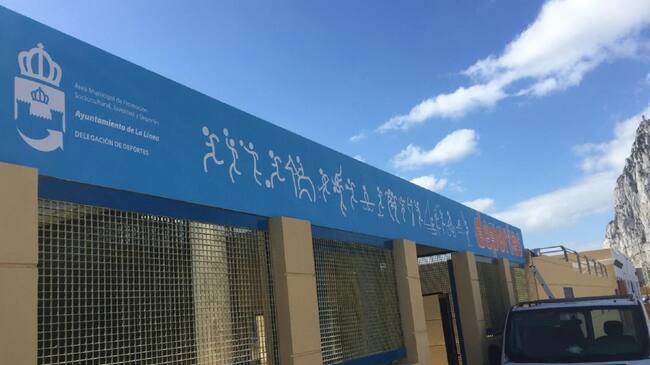 Área Municipal de Promoción
Sociocultural, Juventud y Deportes
Ayuntamiento de La Línea
DELEGACIÓN DE DEPORTES
deportes